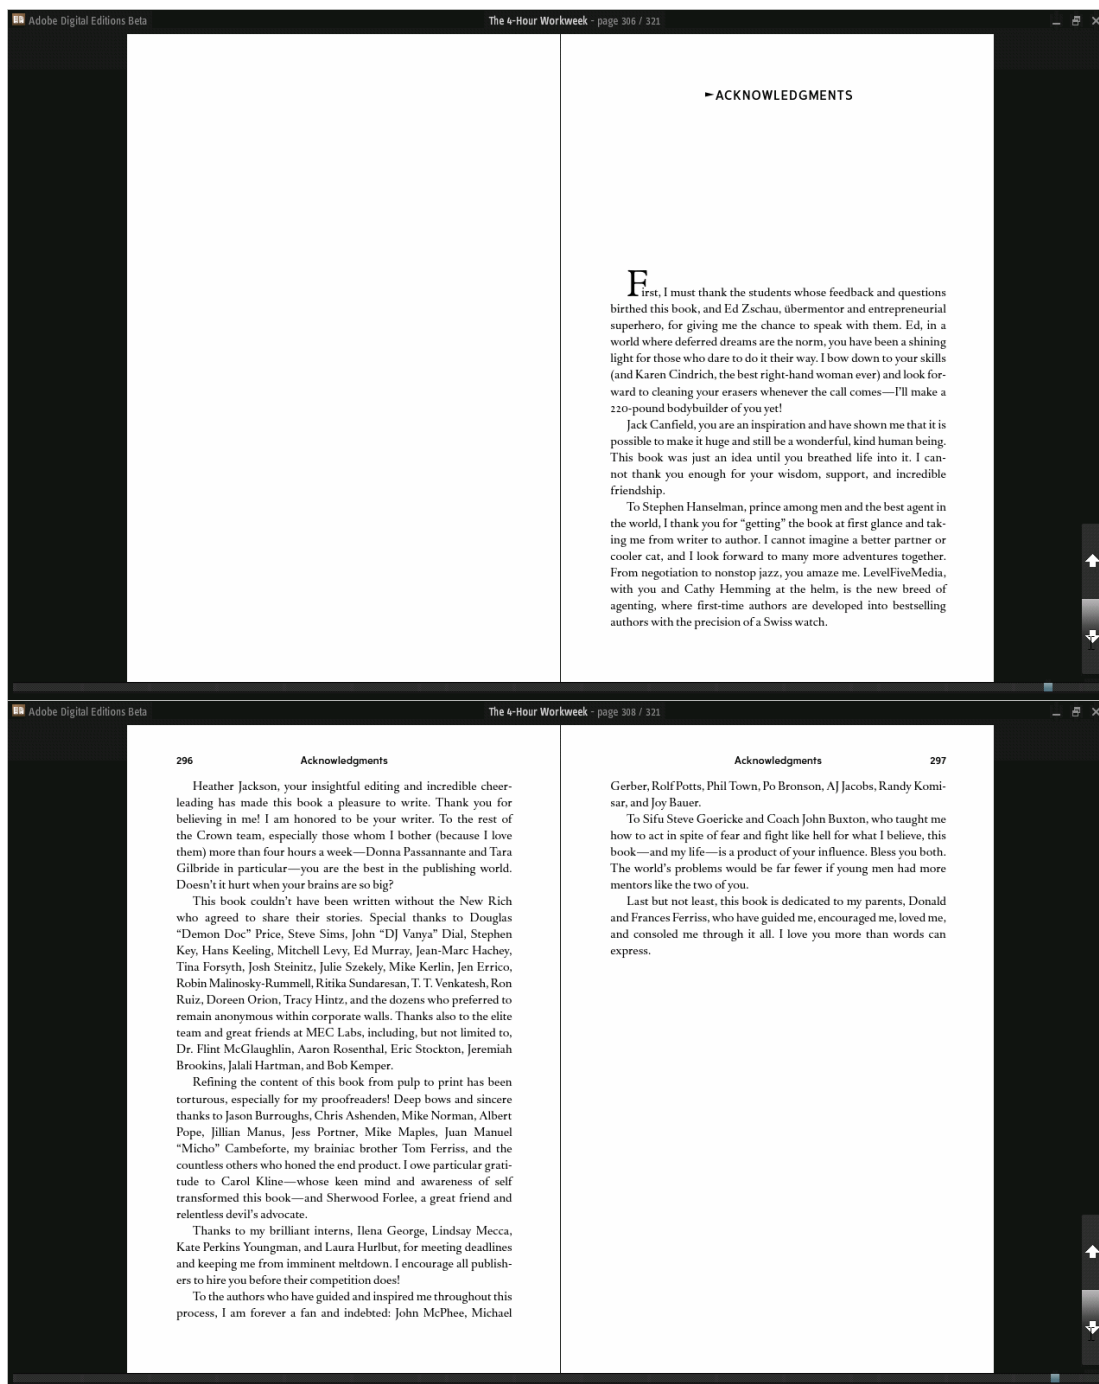 Adobe Digital Editions Beta
The 4-Hour Workweek - page 306 / 321
ACKNOWLEDGMENTS
First, I must thank the students whose feedback and questions
birthed this book, and Ed Zschau, übermentor and entrepreneurial
superhero, for giving me the chance to speak with them. Ed, in a
world where deferred dreams are the norm, you have been a shining
light for those who dare to do it their way. I bow down to your skills
(and Karen Cindrich, the best right-hand woman ever) and look for-
ward to cleaning your erasers whenever the call comes—I'll make a
220-pound bodybuilder of you yet!
Jack Canfield, you are an inspiration and have shown me that it is
possible to make it huge and still be a wonderful, kind human being.
This book was just an idea until you breathed life into it. I can-
not thank you enough for your wisdom, support, and incredible
friendship.
To Stephen Hanselman, prince among men and the best agent in
the world, I thank you for “getting” the book at first glance and tak-
ing me from writer to author. I cannot imagine a better partner or
cooler cat, and I look forward to many more adventures together.
From negotiation to nonstop jazz, you amaze me. LevelFiveMedia,
with you and Cathy Hemming at the helm, is the new breed of
agenting, where first-time authors are developed into bestselling
authors with the precision of a Swiss watch.
Adobe Digital Editions Beta
The 4-Hour Workweek - page 308 / 321
296
Acknowledgments
Heather Jackson, your insightful editing and incredible cheer-
leading has made this book a pleasure to write. Thank you for
believing in me! I am honored to be your writer. To the rest of
the Crown team, especially those whom I bother (because I love
them) more than four hours a week—Donna Passannante and Tara
Gilbride in particular—you are the best in the publishing world.
Doesn't it hurt when your brains are so big?
This book couldn't have been written without the New Rich
who agreed to share their stories. Special thanks to Douglas
“Demon Doc” Price, Steve Sims, John “DJ Vanya” Dial, Stephen
Key, Hans Keeling, Mitchell Levy, Ed Murray, Jean-Marc Hachey,
Tina Forsyth, Josh Steinitz, Julie Szekely, Mike Kerlin, Jen Errico,
Robin Malinosky-Rummell, Ritika Sundaresan, T. T. Venkatesh, Ron
Ruiz, Doreen Orion, Tracy Hintz, and the dozens who preferred to
remain anonymous within corporate walls. Thanks also to the elite
team and great friends at MEC Labs, including, but not limited to,
Dr. Flint McGlaughlin, Aaron Rosenthal, Eric Stockton, Jeremiah
Brookins, Jalali Hartman, and Bob Kemper.
Refining the content of this book from pulp to print has been
torturous, especially for my proofreaders! Deep bows and sincere
thanks to Jason Burroughs, Chris Ashenden, Mike Norman, Albert
Pope, Jillian Manus, Jess Portner, Mike Maples, Juan Manuel
“Micho” Cambeforte, my brainiac brother Tom Ferriss, and the
countless others who honed the end product. I owe particular grati-
tude to Carol Kline—whose keen mind and awareness of self
transformed this book—and Sherwood Forlee, a great friend and
relentless devil's advocate.
Thanks to my brilliant interns, Ilena George, Lindsay Mecca,
Kate Perkins Youngman, and Laura Hurlbut, for meeting deadlines
and keeping me from imminent meltdown. I encourage all publish-
ers to hire you before their competition does!
To the authors who have guided and inspired me throughout this
process, I am forever a fan and indebted: John McPhee, Michael
Acknowledgments
297
Gerber, Rolf Potts, Phil Town, Po Bronson, AJ Jacobs, Randy Komi-
sar, and Joy Bauer.
To Sifu Steve Goericke and Coach John Buxton, who taught me
how to act in spite of fear and fight like hell for what I believe, this
book—and my life—is a product of your influence. Bless you both.
The world's problems would be far fewer if young men had more
mentors like the two of you.
Last but not least, this book is dedicated to my parents, Donald
and Frances Ferriss, who have guided me, encouraged me, loved me,
and consoled me through it all. I love you more than words can
express.